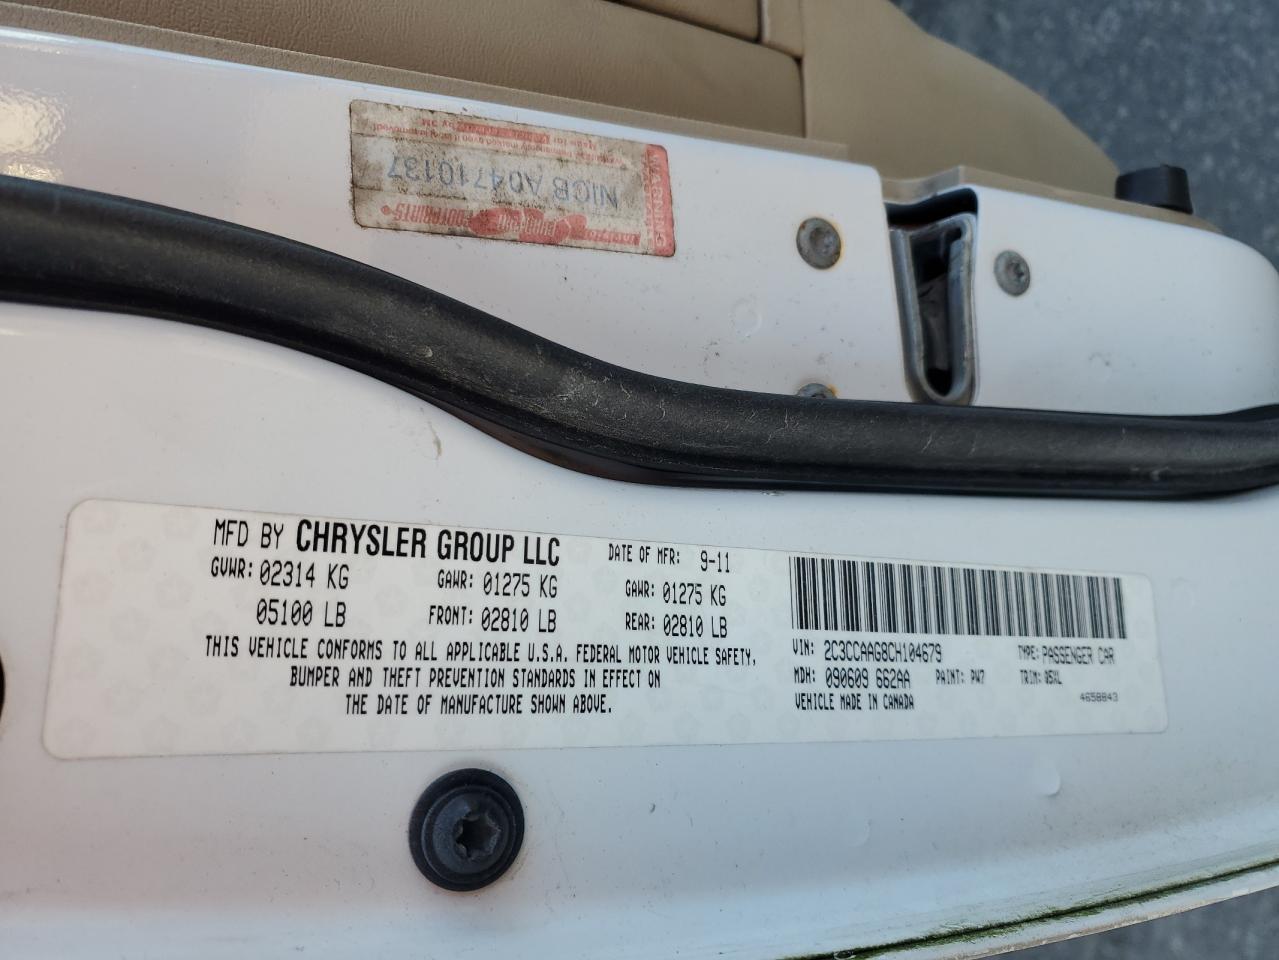 NICB A04710137
MFD BY CHRYSLER GROUP LLC
DATE OF MFR: 9-11
GVWR: 02314 KG
GAWR: 01275 KG
GAWR: 01275 KG
05100 LB
FRONT: 02810 LB
REAR: 02810 LB
THIS VEHICLE CONFORMS TO ALL APPLICABLE U.S.A. FEDERAL MOTOR VEHICLE SAFETY,
BUMPER AND THEFT PREVENTION STANDARDS IN EFFECT ON
THE DATE OF MANUFACTURE SHOWN ABOVE.
VIN: 2C3CCAAG8CH104679
TYPE: PASSENGER CAR
MDH: 090609 662AA
PAINT: PW7
TRIM: B5XL
VEHICLE MADE IN CANADA
4658843